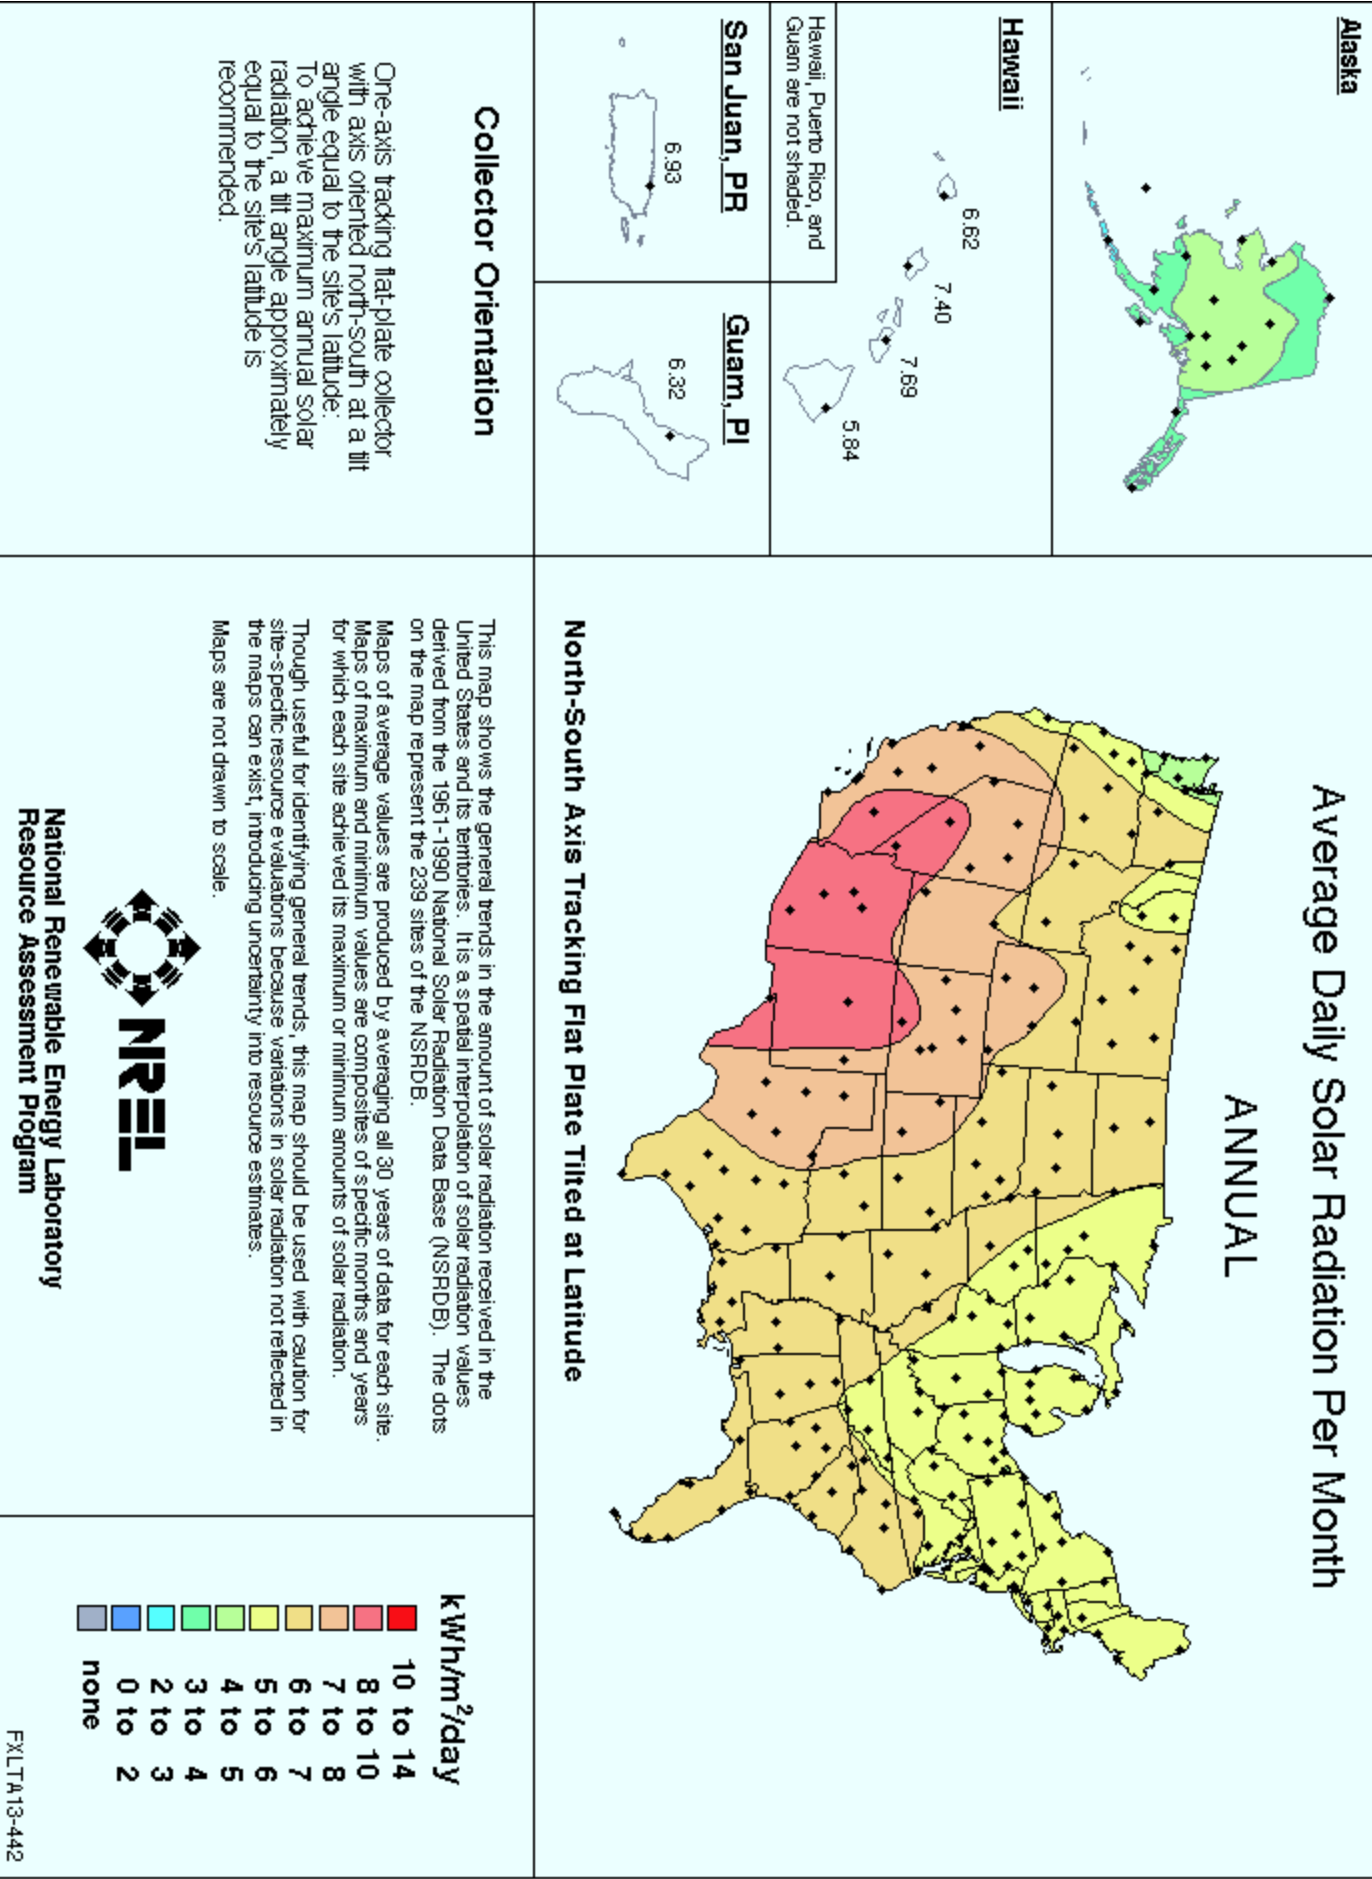 Average Daily Solar Radiation Per Month
ANNUAL
Alaska
Hawaii
6.62
7.40
7.69
5.84
Hawaii, Puerto Rico, and
Guam are not shaded.
San Juan, PR
6.93
Guam, PI
6.32
North-South Axis Tracking Flat Plate Tilted at Latitude
Collector Orientation
One-axis tracking flat-plate collector
with axis oriented north-south at a tilt
angle equal to the site's latitude:
To achieve maximum annual solar
radiation, a tilt angle approximately
equal to the site's latitude is
recommended.
This map shows the general trends in the amount of solar radiation received in the
United States and its territories. It is a spatial interpolation of solar radiation values
derived from the 1961-1990 National Solar Radiation Data Base (NSRDB). The dots
on the map represent the 239 sites of the NSRDB.
Maps of average values are produced by averaging all 30 years of data for each site.
Maps of maximum and minimum values are composites of specific months and years
for which each site achieved its maximum or minimum amounts of solar radiation.
Though useful for identifying general trends, this map should be used with caution for
site-specific resource evaluations because variations in solar radiation not reflected in
the maps can exist, introducing uncertainty into resource estimates.
Maps are not drawn to scale.
NREL
National Renewable Energy Laboratory
Resource Assessment Program
kWh/m²/day
10 to 14
8 to 10
7 to 8
6 to 7
5 to 6
4 to 5
3 to 4
2 to 3
0 to 2
none
FXLTA13-442